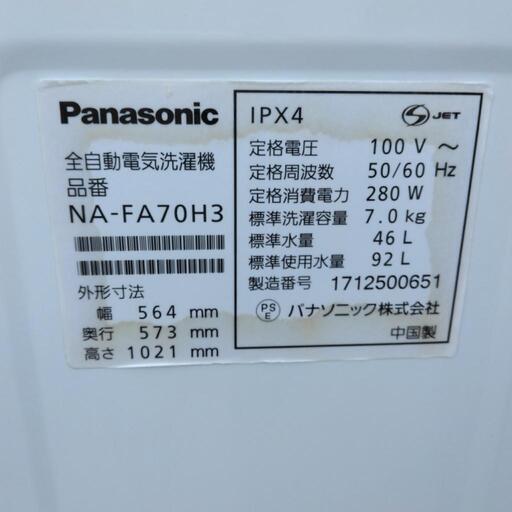 Panasonic
全自動電気洗濯機
品番
NA-FA70H3
外形寸法
幅 564 mm
奥行 573 mm
高さ 1021 mm
IPX4
S JET
定格電圧 100 V ～
定格周波数 50/60 Hz
定格消費電力 280 W
標準洗濯容量 7.0 kg
標準水量 46 L
標準使用水量 92 L
製造番号 1712500651
PS E パナソニック株式会社
中国製